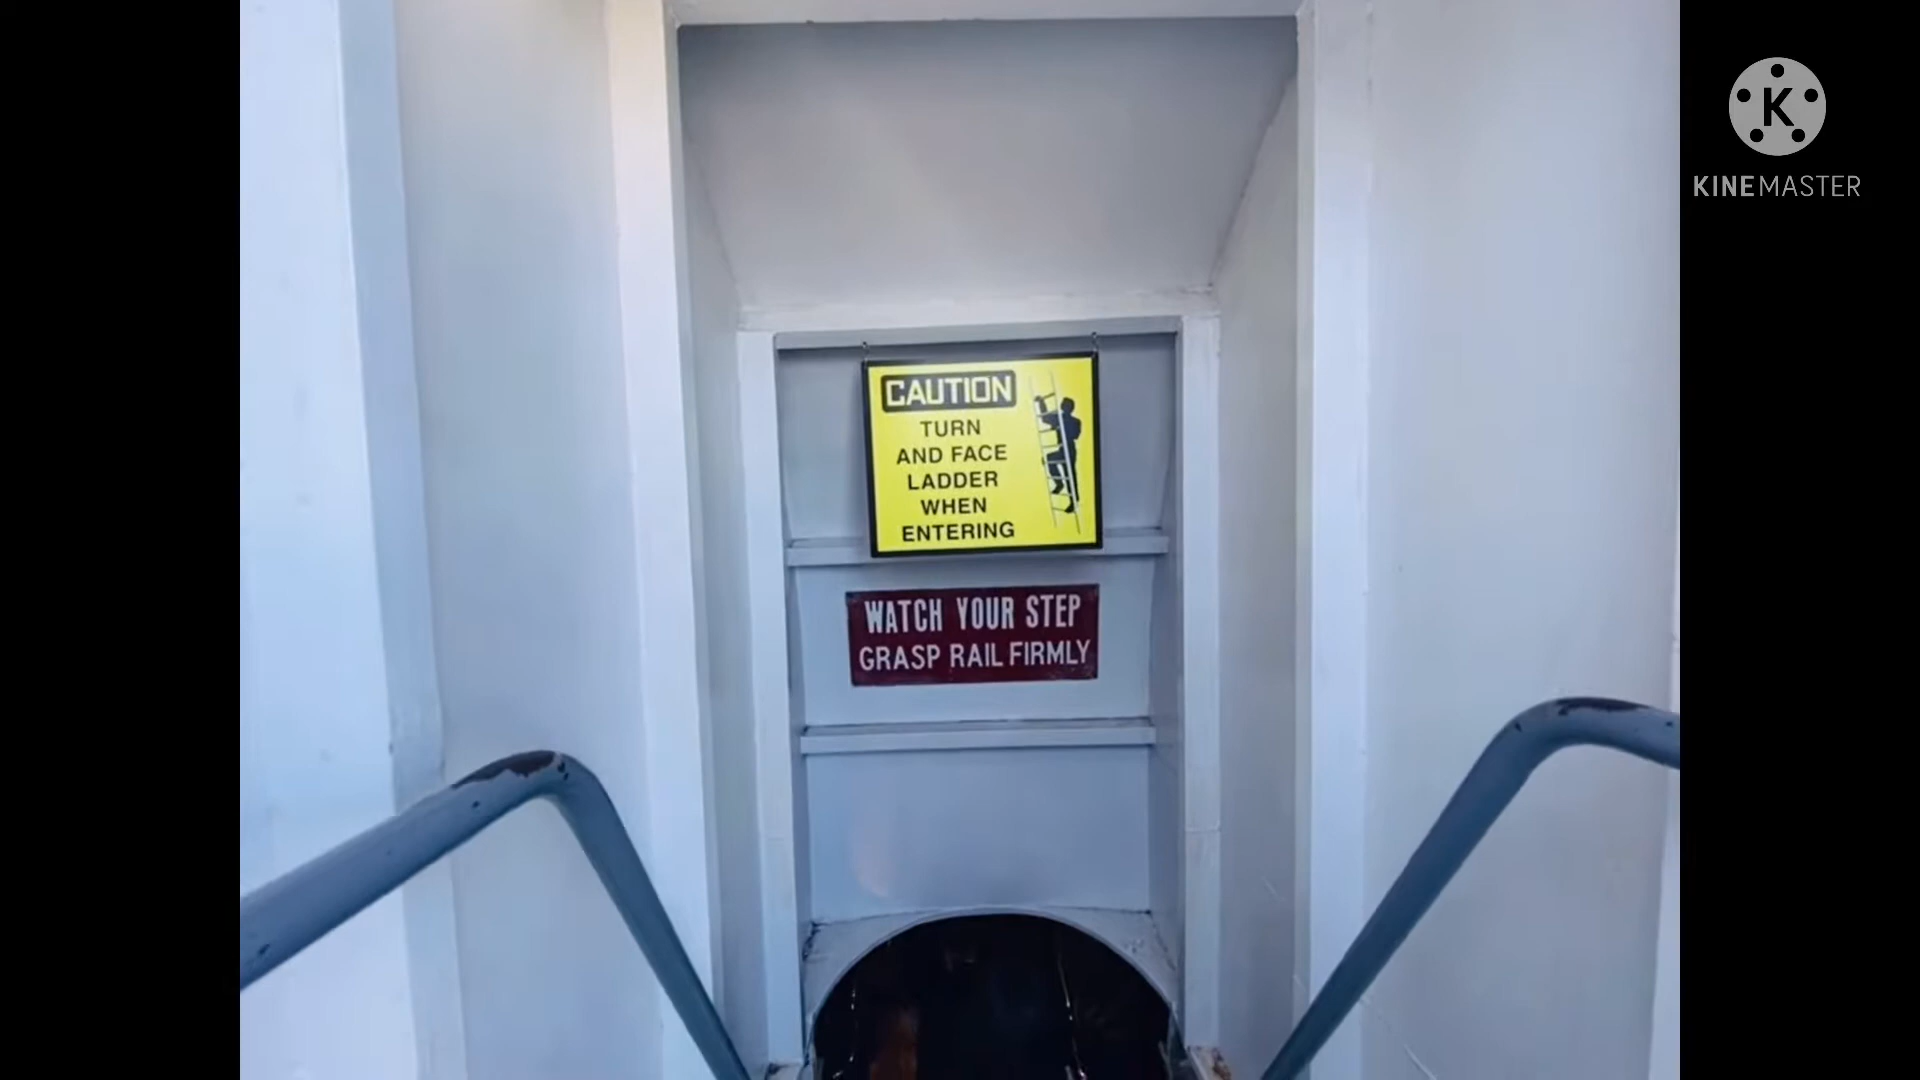 CAUTION
TURN
AND FACE
LADDER
WHEN
ENTERING
WATCH YOUR STEP
GRASP RAIL FIRMLY
K
KINEMASTER